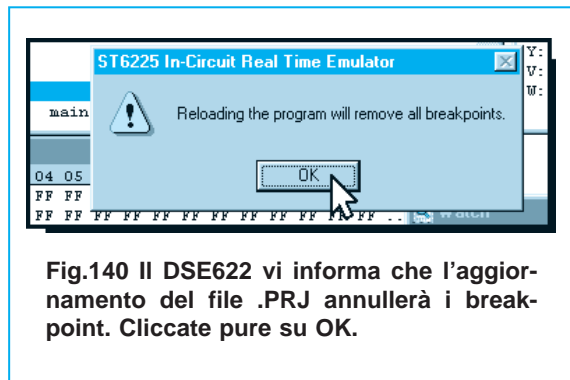 ST6225 In-Circuit Real Time Emulator
Y:
V:
W:
main
Reloading the program will remove all breakpoints.
OK
04 05
FF FF
FF FF FF FF FF FF FF FF FF FF FF FF ..
Watch
Fig.140 Il DSE622 vi informa che l'aggior-
namento del file .PRJ annullerà i break-
point. Cliccate pure su OK.